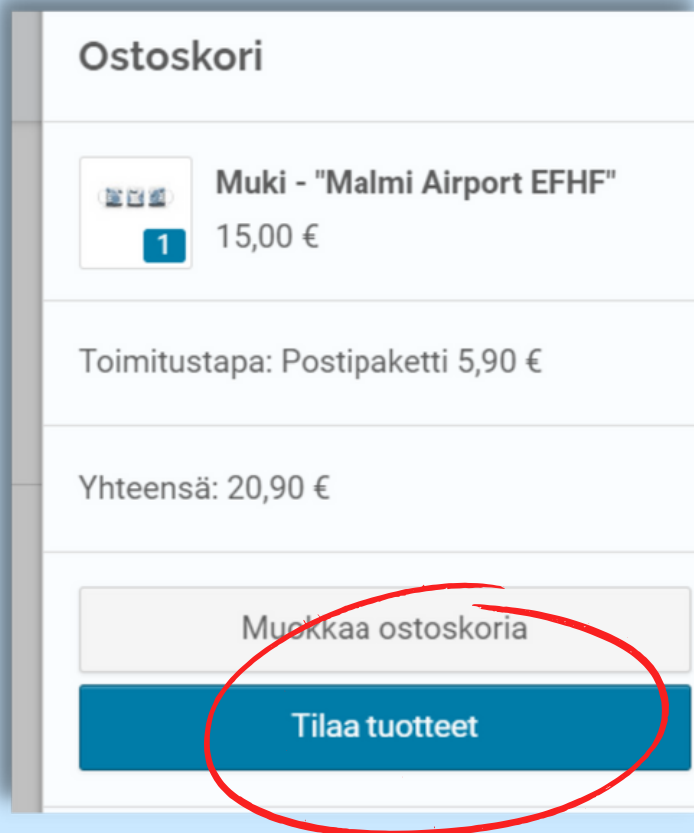 Ostoskori
Muki - "Malmi Airport EFHF"
15,00 €
1
Toimitustapa: Postipaketti 5,90 €
Yhteensä: 20,90 €
Muokkaa ostoskoria
Tilaa tuotteet